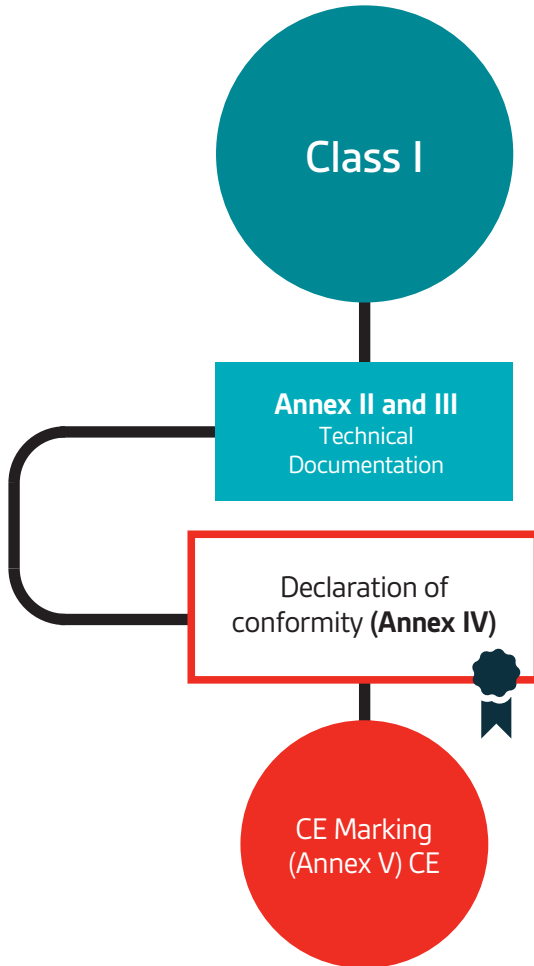 Class I
Annex II and III
Technical
Documentation
Declaration of
conformity (Annex IV)
CE Marking
(Annex V) CE